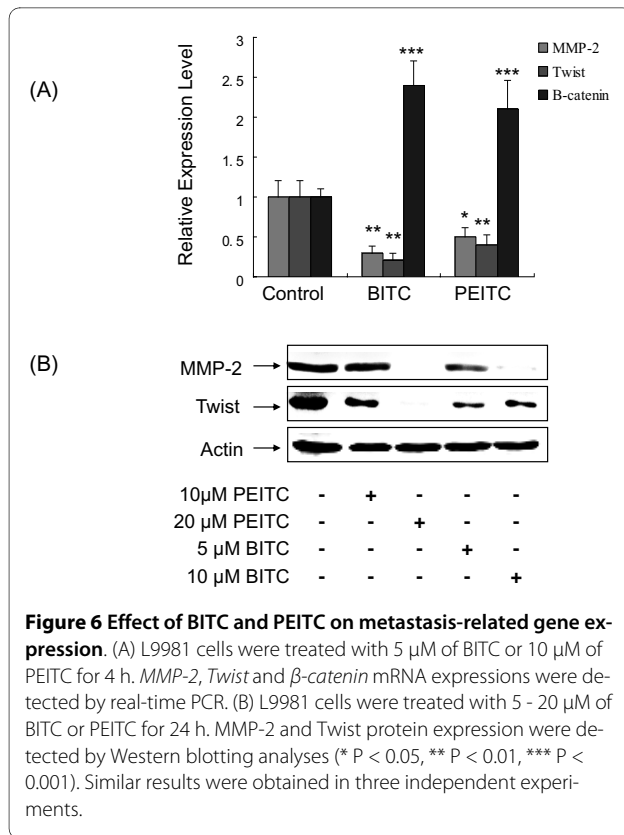 (A)
Relative Expression Level
3
2.5
2
1.5
1
0.5
0
***
***
** **
* **
MMP-2
Twist
B-catenin
Control BITC PEITC
(B)
MMP-2
Twist
Actin
10µM PEITC - + - - -
20 µM PEITC - - + - -
5 µM BITC - - - + -
10 µM BITC - - - - +
Figure 6 Effect of BITC and PEITC on metastasis-related gene ex-
pression. (A) L9981 cells were treated with 5 µM of BITC or 10 µM of
PEITC for 4 h. MMP-2, Twist and β-catenin mRNA expressions were de-
tected by real-time PCR. (B) L9981 cells were treated with 5 - 20 µM of
BITC or PEITC for 24 h. MMP-2 and Twist protein expression were de-
tected by Western blotting analyses (* P < 0.05, ** P < 0.01, *** P <
0.001). Similar results were obtained in three independent experi-
ments.